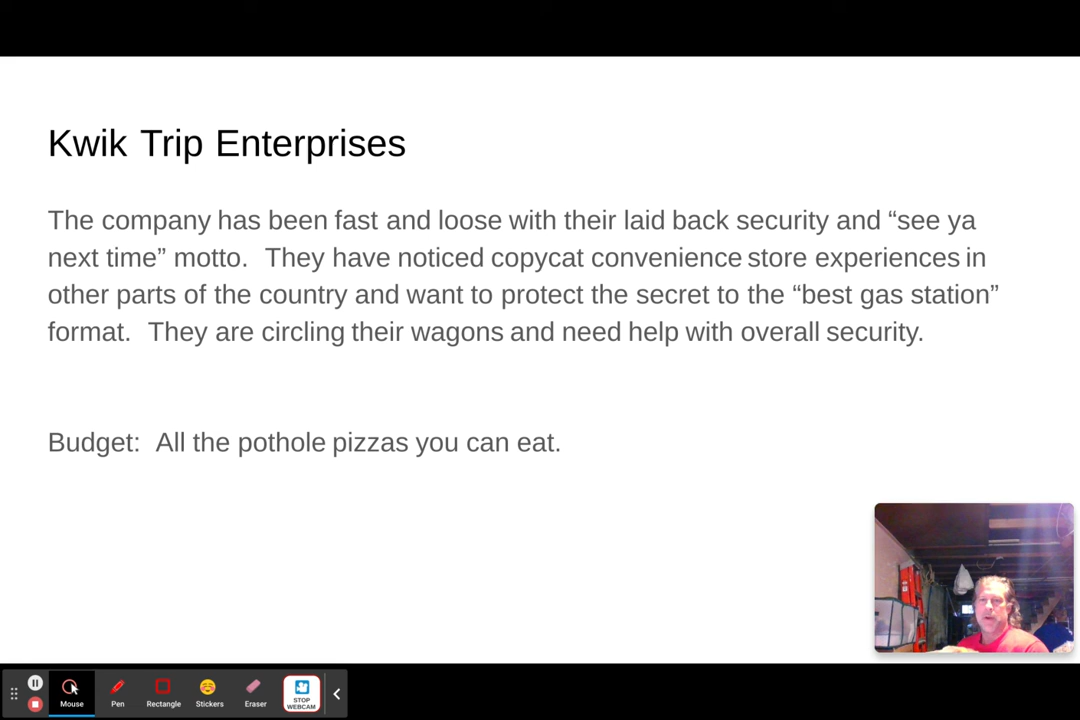 Kwik Trip Enterprises
The company has been fast and loose with their laid back security and “see ya
next time” motto.  They have noticed copycat convenience store experiences in
other parts of the country and want to protect the secret to the “best gas station”
format.  They are circling their wagons and need help with overall security.
Budget:  All the pothole pizzas you can eat.
Mouse
Pen
Rectangle
Stickers
Eraser
STOP
WEBCAM